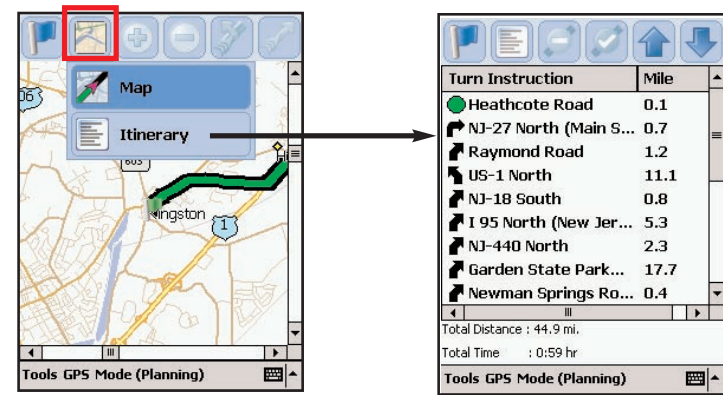 Map
06
Itinerary
603
Hi
Kingston
1
Tools GPS Mode (Planning)
Turn Instruction Mile
Heathcote Road 0.1
NJ-27 North (Main S... 0.7
Raymond Road 1.2
US-1 North 11.1
NJ-18 South 0.8
I 95 North (New Jer... 5.3
NJ-440 North 2.3
Garden State Park... 17.7
Newman Springs Ro... 0.4
Total Distance : 44.9 mi.
Total Time : 0:59 hr
Tools GPS Mode (Planning)